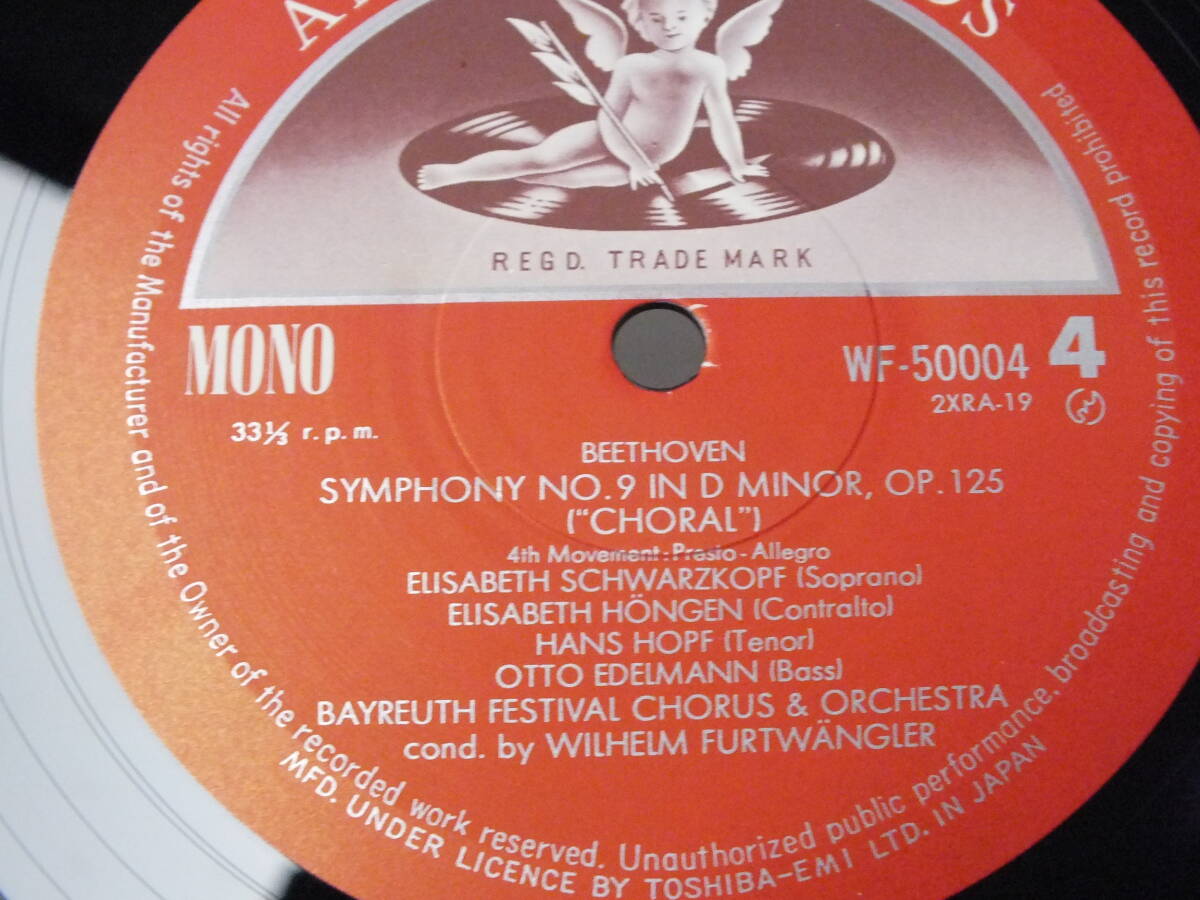 REGD. TRADE MARK
MONO
33⅓ r.p.m.
WF-50004
4
2XRA-19
BEETHOVEN
SYMPHONY NO.9 IN D MINOR, OP.125
("CHORAL")
4th Movement: Presto - Allegro
ELISABETH SCHWARZKOPF (Soprano)
ELISABETH HÖNGEN (Contralto)
HANS HOPF (Tenor)
OTTO EDELMANN (Bass)
BAYREUTH FESTIVAL CHORUS & ORCHESTRA
cond. by WILHELM FURTWÄNGLER
All rights of the Manufacturer and of the Owner of the recorded work reserved. Unauthorized public performance, broadcasting and copying of this record prohibited
MFD. UNDER LICENCE BY TOSHIBA-EMI LTD. IN JAPAN